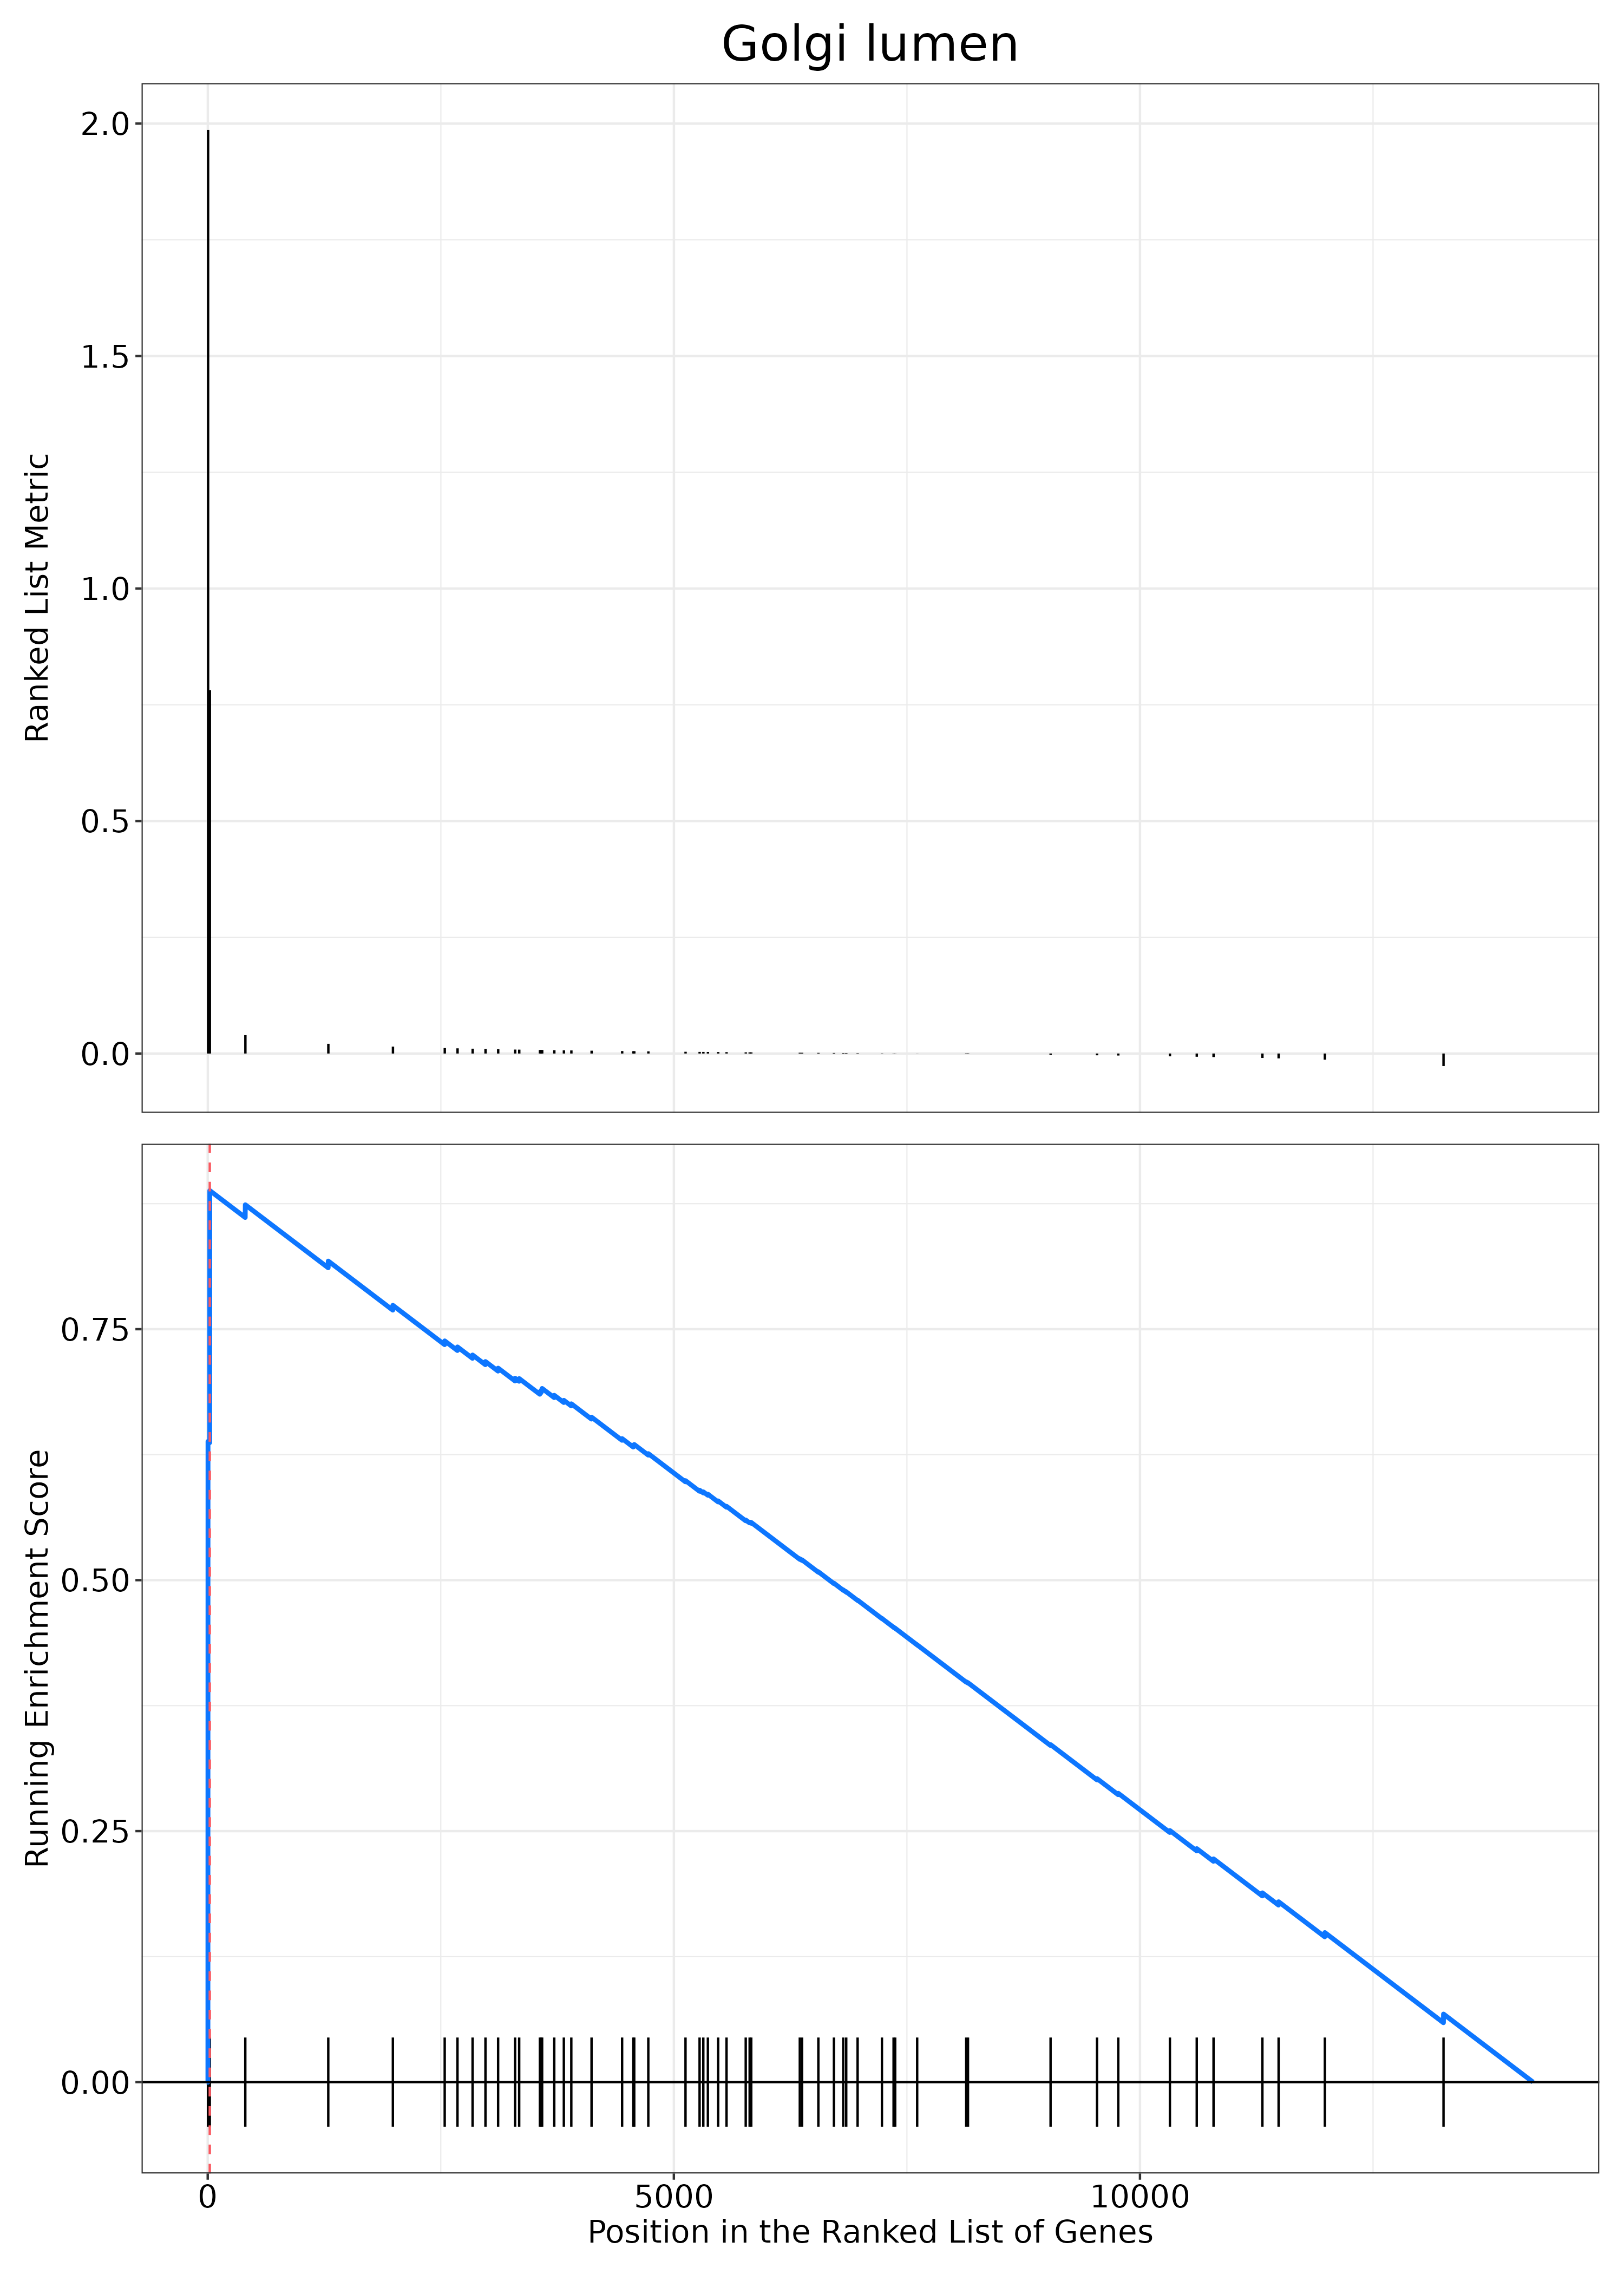 Golgi lumen
2.0
1.5
1.0
0.5
0.0
Ranked List Metric
0.75
0.50
0.25
0.00
Running Enrichment Score
0 5000 10000
Position in the Ranked List of Genes